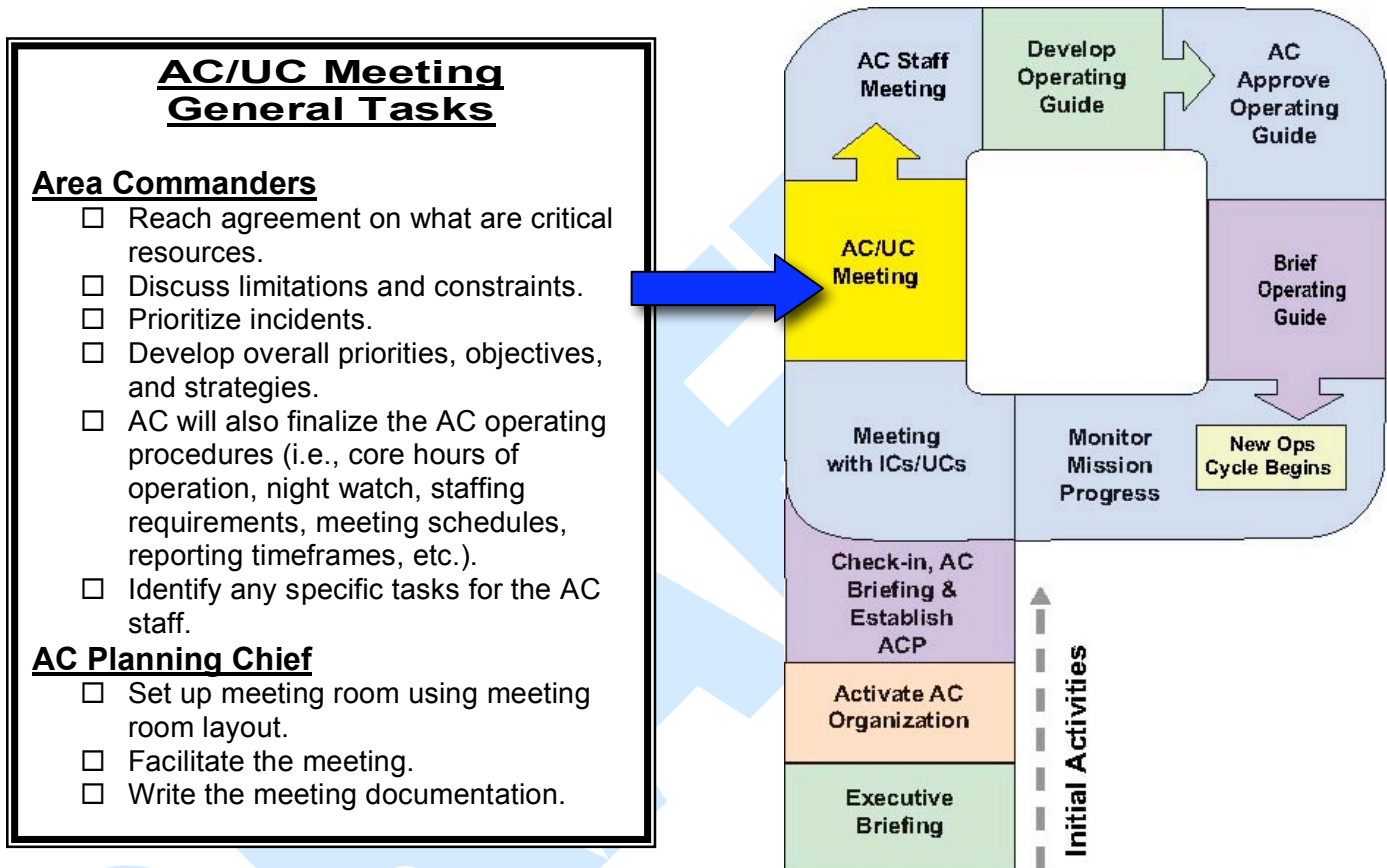 AC/UC Meeting
General Tasks
Area Commanders
☐ Reach agreement on what are critical
resources.
☐ Discuss limitations and constraints.
☐ Prioritize incidents.
☐ Develop overall priorities, objectives,
and strategies.
☐ AC will also finalize the AC operating
procedures (i.e., core hours of
operation, night watch, staffing
requirements, meeting schedules,
reporting timeframes, etc.).
☐ Identify any specific tasks for the AC
staff.
AC Planning Chief
☐ Set up meeting room using meeting
room layout.
☐ Facilitate the meeting.
☐ Write the meeting documentation.
AC Staff
Meeting
Develop
Operating
Guide
AC
Approve
Operating
Guide
AC/UC
Meeting
Brief
Operating
Guide
Meeting
with ICs/UCs
Monitor
Mission
Progress
New Ops
Cycle Begins
Check-in, AC
Briefing &
Establish
ACP
Activate AC
Organization
Executive
Briefing
Initial Activities